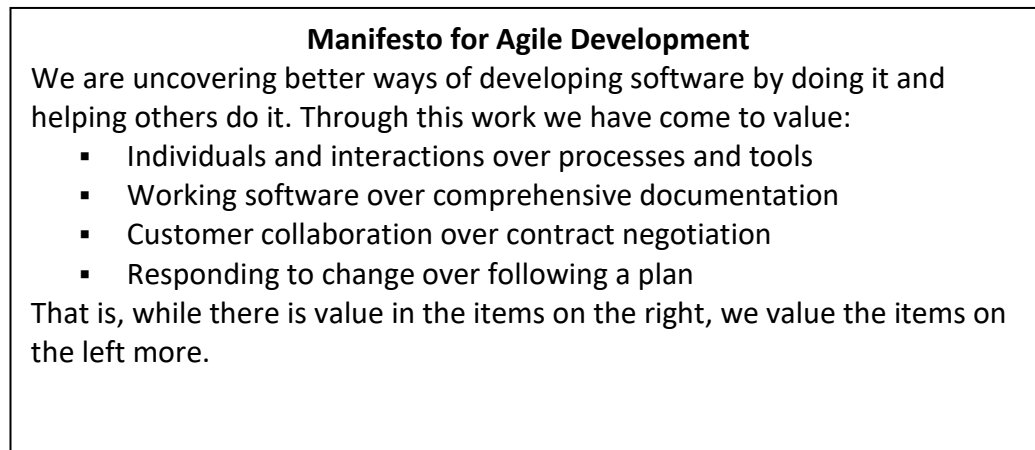 Manifesto for Agile Development
We are uncovering better ways of developing software by doing it and
helping others do it. Through this work we have come to value:
▪ Individuals and interactions over processes and tools
▪ Working software over comprehensive documentation
▪ Customer collaboration over contract negotiation
▪ Responding to change over following a plan
That is, while there is value in the items on the right, we value the items on
the left more.